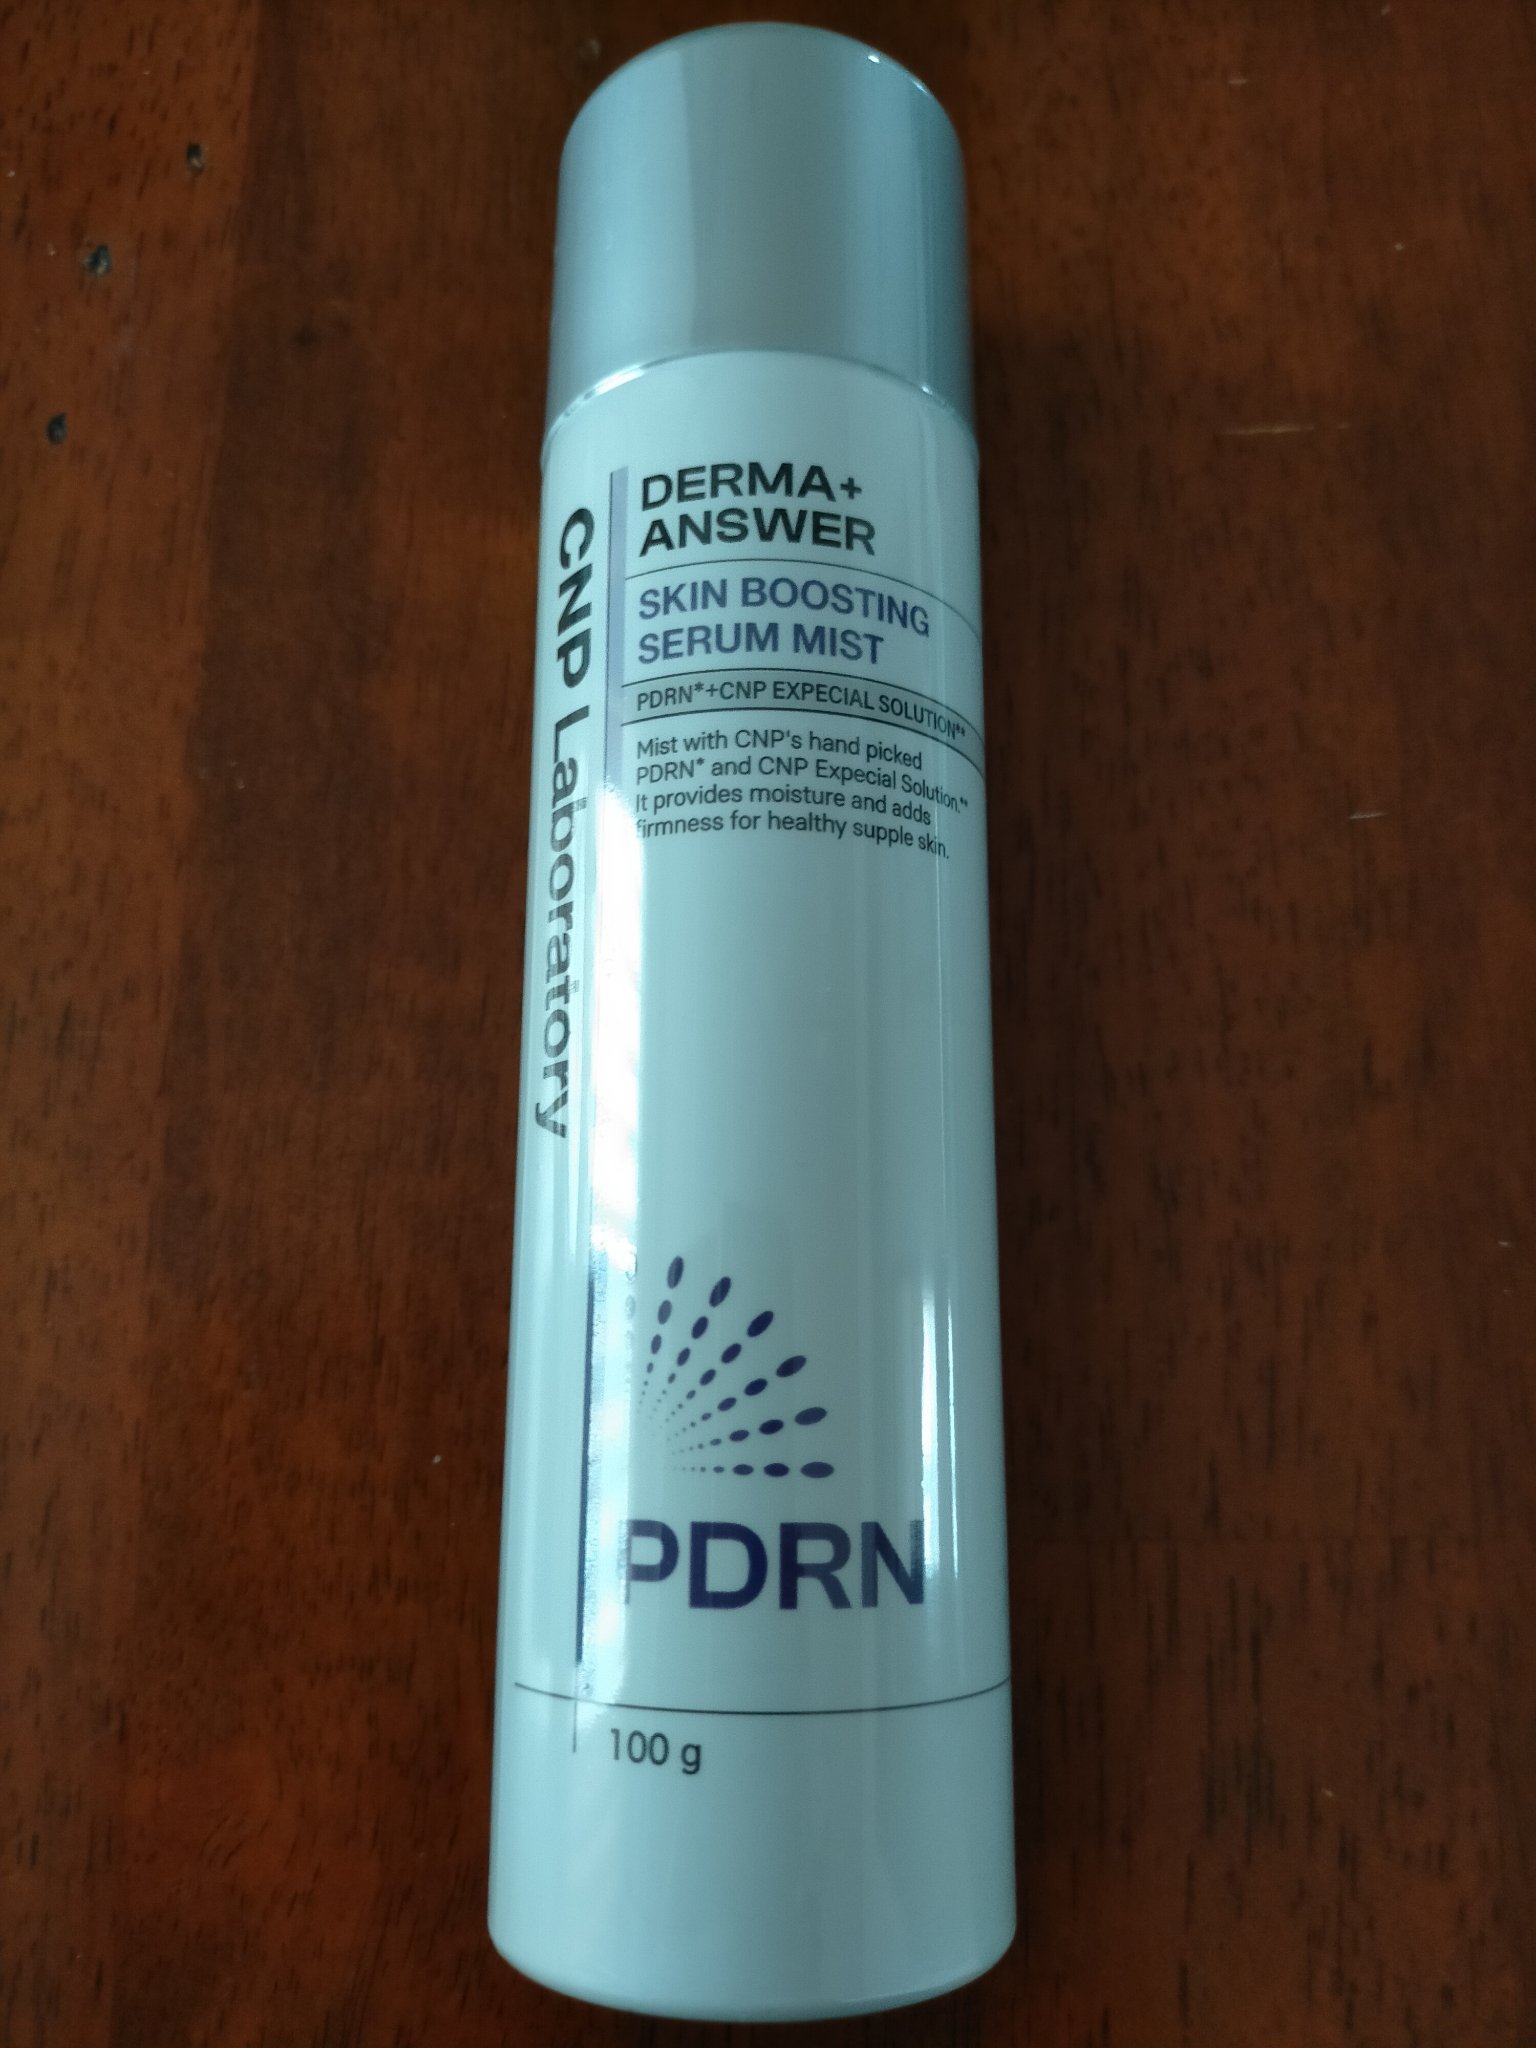 CNP Laboratory
DERMA+
ANSWER
SKIN BOOSTING
SERUM MIST
PDRN*+CNP EXPECIAL SOLUTION**
Mist with CNP's hand picked
PDRN* and CNP Expecial Solution.**
It provides moisture and adds
firmness for healthy supple skin.
PDRN
100 g